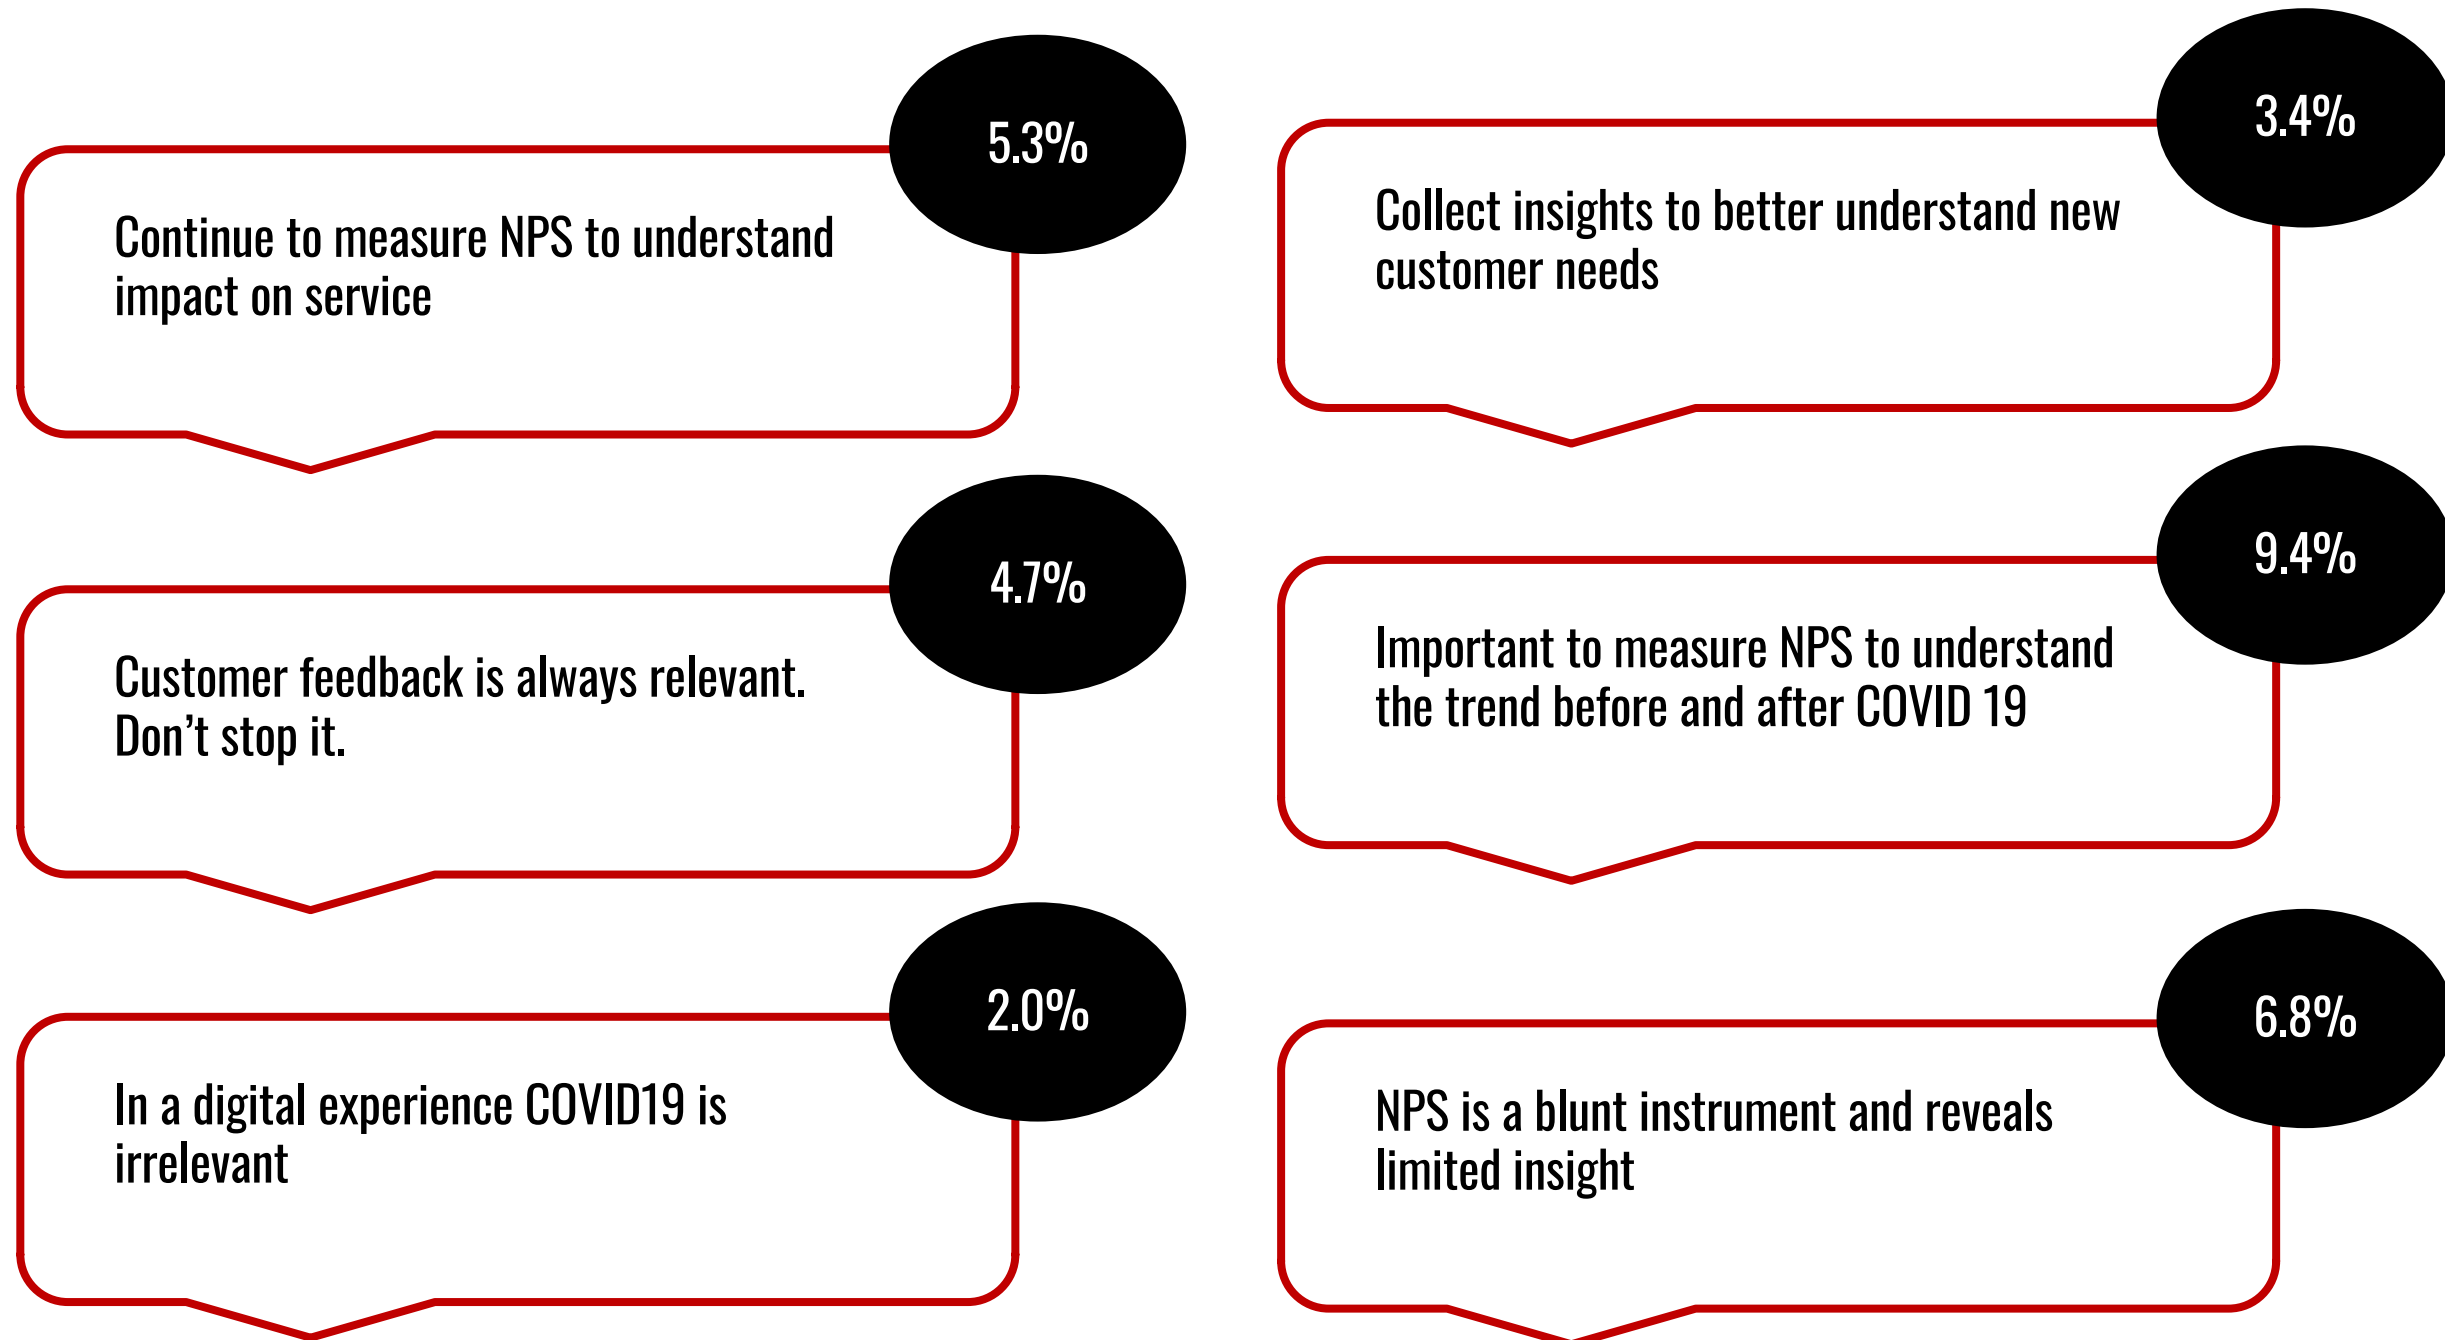 5.3%
Continue to measure NPS to understand
impact on service
3.4%
Collect insights to better understand new
customer needs
4.7%
Customer feedback is always relevant.
Don’t stop it.
9.4%
Important to measure NPS to understand
the trend before and after COVID 19
2.0%
In a digital experience COVID19 is
irrelevant
6.8%
NPS is a blunt instrument and reveals
limited insight